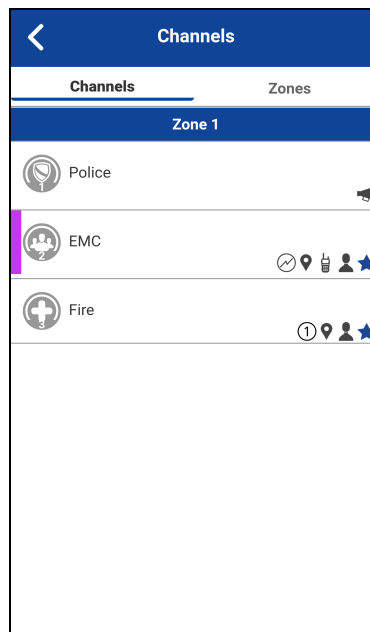 Channels
Channels Zones
Zone 1
1 Police
2 EMC
3 Fire
1